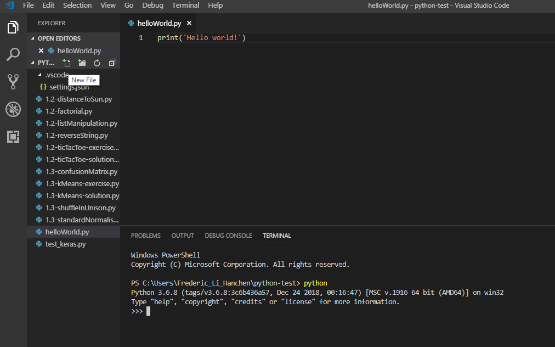 File Edit Selection View Go Debug Terminal Help
helloWorld.py - python-test - Visual Studio Code
EXPLORER
OPEN EDITORS
helloWorld.py
PYT...
New File
.vscode
{} settings.json
1.2-distanceToSun.py
1.2-factorial.py
1.2-listManipulation.py
1.2-reverseString.py
1.2-ticTacToe-exercise...
1.2-ticTacToe-solution...
1.3-confusionMatrix.py
1.3-kMeans-exercise.py
1.3-kMeans-solution.py
1.3-shuffleInUnison.py
1.3-standardNormalis...
helloWorld.py
test_keras.py
helloWorld.py
1 print('Hello world!')
PROBLEMS OUTPUT DEBUG CONSOLE TERMINAL
Windows PowerShell
Copyright (C) Microsoft Corporation. All rights reserved.
PS C:\Users\Frederic_Li_Hanchen\python-test> python
Python 3.6.8 (tags/v3.6.8:3c6b436a57, Dec 24 2018, 00:16:47) [MSC v.1916 64 bit (AMD64)] on win32
Type "help", "copyright", "credits" or "license" for more information.
>>>